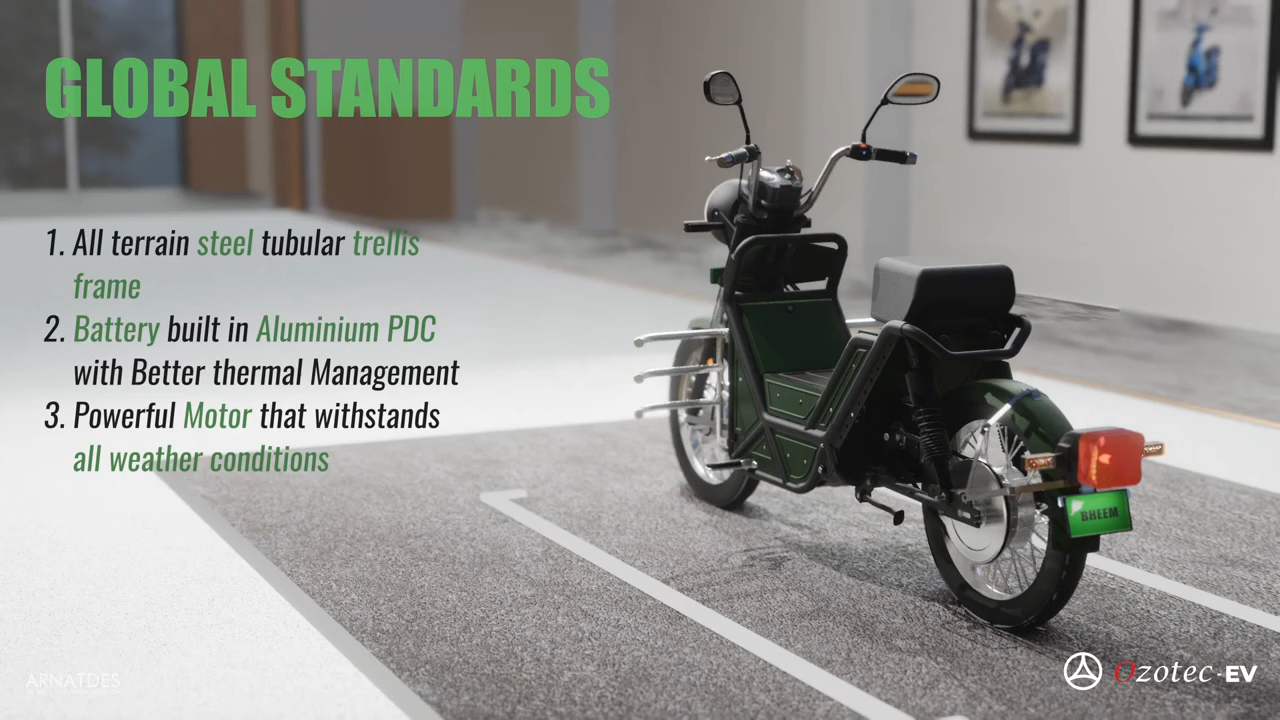 GLOBAL STANDARDS
1. All terrain steel tubular trellis
frame
2. Battery built in Aluminium PDC
with Better thermal Management
3. Powerful Motor that withstands
all weather conditions
BHEEM
ARNATDES
Ozotec-EV